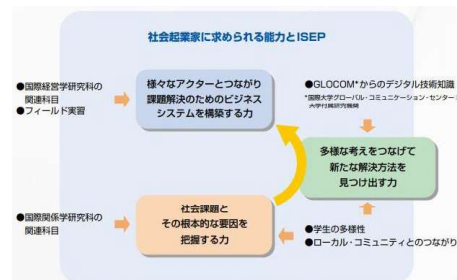 社会起業家に求められる能力とISEP
●国際経営学研究科の
関連科目
●フィールド実習
様々なアクターとつながり
課題解決のためのビジネス
システムを構築する力
●GLOCOM*からのデジタル技術知識
*国際大学グローバル・コミュニケーション・センター：
大学付属研究機関
多様な考えをつなげて
新たな解決方法を
見つけ出す力
●国際関係学研究科の
関連科目
社会課題と
その根本的な要因を
把握する力
●学生の多様性
●ローカル・コミュニティとのつながり